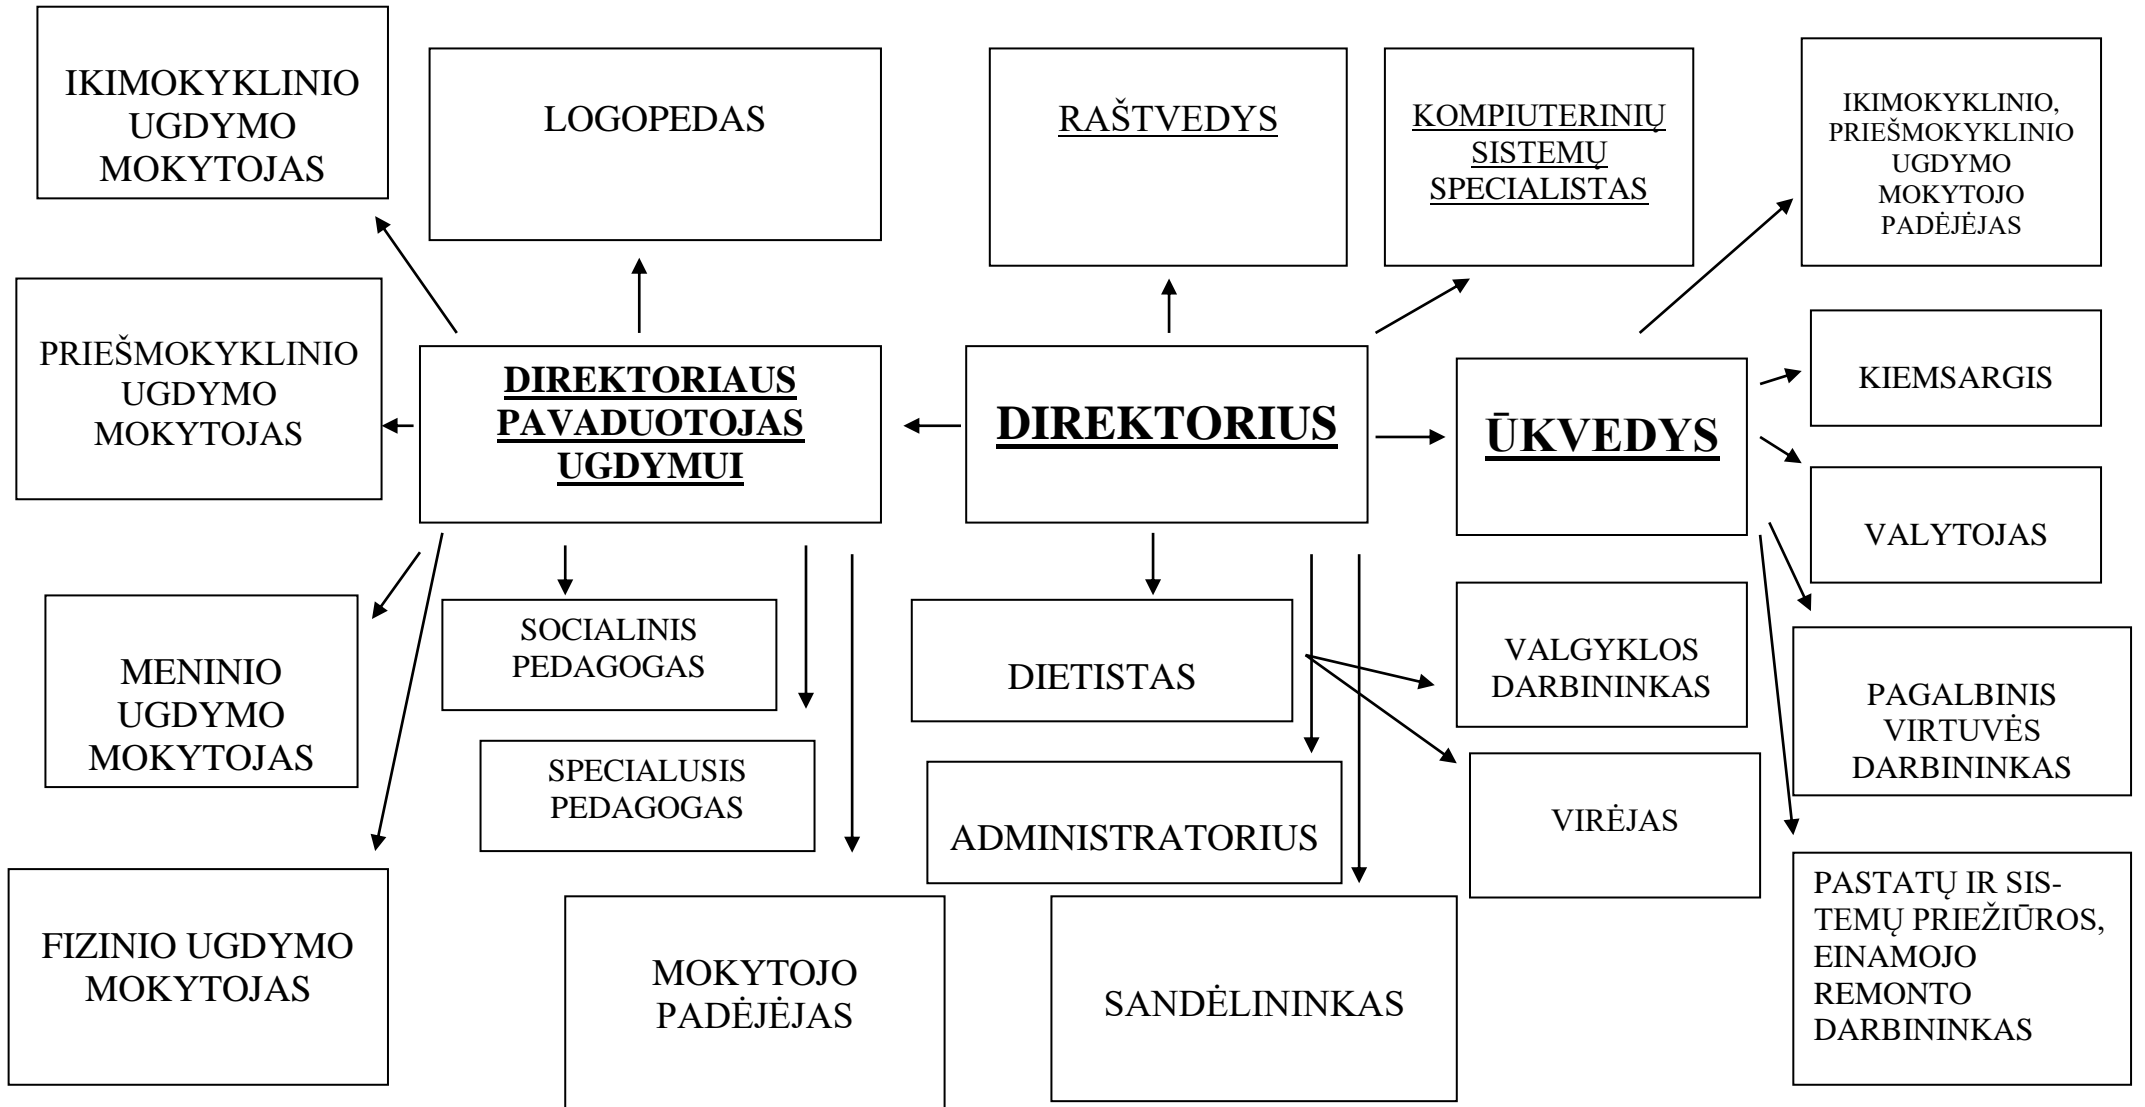 IKIMOKYKLINIO
UGDYMO
MOKYTOJAS
LOGOPEDAS
RAŠTVEDYS
KOMPIUTERINIŲ
SISTEMŲ
SPECIALISTAS
IKIMOKYKLINIO,
PRIEŠMOKYKLINIO
UGDYMO
MOKYTOJO
PADĖJĖJAS
PRIEŠMOKYKLINIO
UGDYMO
MOKYTOJAS
DIREKTORIAUS
PAVADUOTOJAS
UGDYMUI
DIREKTORIUS
ŪKVEDYS
KIEMSARGIS
VALYTOJAS
MENINIO
UGDYMO
MOKYTOJAS
SOCIALINIS
PEDAGOGAS
DIETISTAS
VALGYKLOS
DARBININKAS
PAGALBINIS
VIRTUVĖS
DARBININKAS
SPECIALUSIS
PEDAGOGAS
ADMINISTRATORIUS
VIRĖJAS
FIZINIO UGDYMO
MOKYTOJAS
MOKYTOJO
PADĖJĖJAS
SANDĖLININKAS
PASTATŲ IR SIS-
TEMŲ PRIEŽIŪROS,
EINAMOJO
REMONTO
DARBININKAS